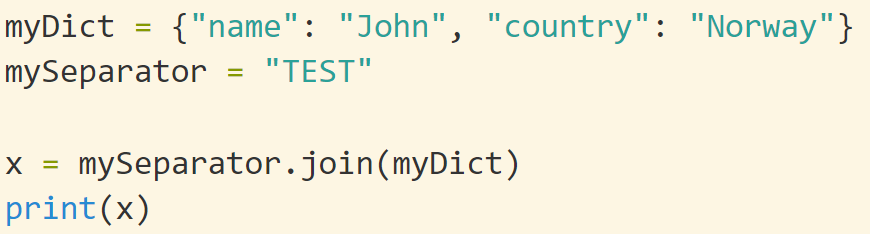 myDict = {"name": "John", "country": "Norway"}
mySeparator = "TEST"
x = mySeparator.join(myDict)
print(x)